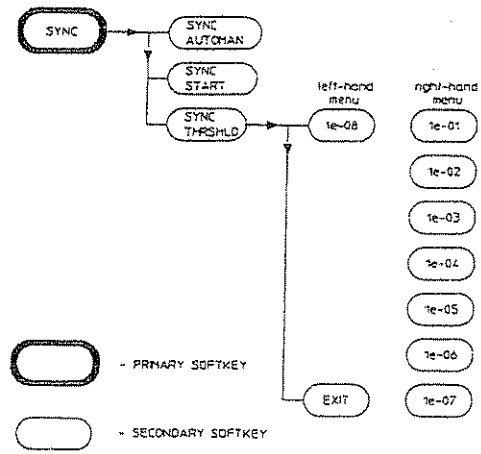 SYNC
SYNC
AUTOMAN
SYNC
START
SYNC
THRSHLD
left-hand
menu
right-hand
menu
1e-08
1e-01
1e-02
1e-03
1e-04
1e-05
1e-06
EXIT
1e-07
- PRIMARY SOFTKEY
- SECONDARY SOFTKEY